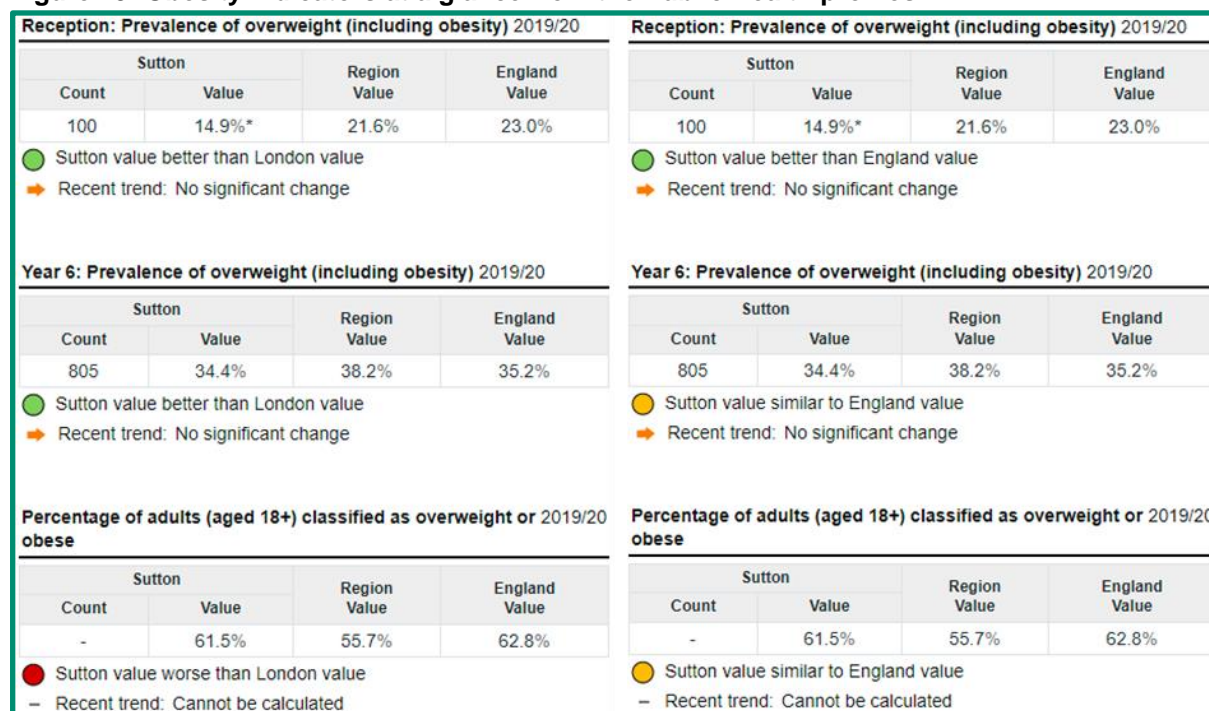 Reception: Prevalence of overweight (including obesity) 2019/20
Sutton
Region
Value
England
Value
Count
Value
100
14.9%*
21.6%
23.0%
Sutton value better than London value
Recent trend: No significant change
Year 6: Prevalence of overweight (including obesity) 2019/20
Sutton
Region
Value
England
Value
Count
Value
805
34.4%
38.2%
35.2%
Sutton value better than London value
Recent trend: No significant change
Percentage of adults (aged 18+) classified as overweight or 2019/20
obese
Sutton
Region
Value
England
Value
Count
Value
-
61.5%
55.7%
62.8%
Sutton value worse than London value
– Recent trend: Cannot be calculated
Reception: Prevalence of overweight (including obesity) 2019/20
Sutton
Region
Value
England
Value
Count
Value
100
14.9%*
21.6%
23.0%
Sutton value better than England value
Recent trend: No significant change
Year 6: Prevalence of overweight (including obesity) 2019/20
Sutton
Region
Value
England
Value
Count
Value
805
34.4%
38.2%
35.2%
Sutton value similar to England value
Recent trend: No significant change
Percentage of adults (aged 18+) classified as overweight or 2019/20
obese
Sutton
Region
Value
England
Value
Count
Value
-
61.5%
55.7%
62.8%
Sutton value similar to England value
– Recent trend: Cannot be calculated